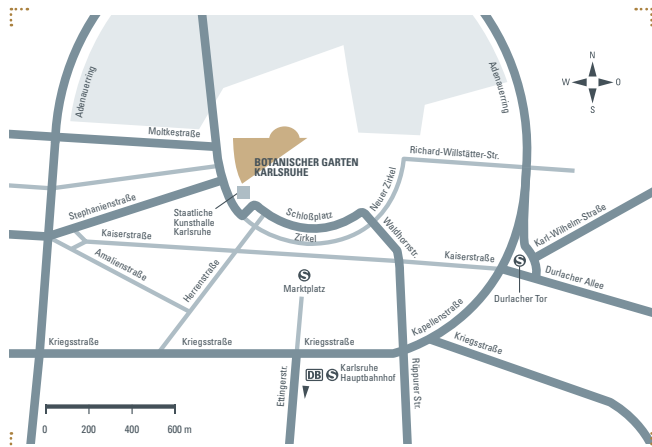 Adenauerring
Adenauerring
N
W
O
S
Moltkestraße
BOTANISCHER GARTEN
KARLSRUHE
Richard-Willstätter-Str.
Neuer Zirkel
Stephanienstraße
Staatliche
Kunsthalle
Karlsruhe
Schloßplatz
Zirkel
Waldhornstr.
Karl-Wilhelm-Straße
Kaiserstraße
Kaiserstraße
Amalienstraße
Herrenstraße
S
Marktplatz
S
Durlacher Allee
Durlacher Tor
Kapellenstraße
Kriegsstraße
Kriegsstraße
Kriegsstraße
Kriegsstraße
Ettingerstr.
DB S Karlsruhe
Hauptbahnhof
Rüppurer Str.
0 200 400 600 m